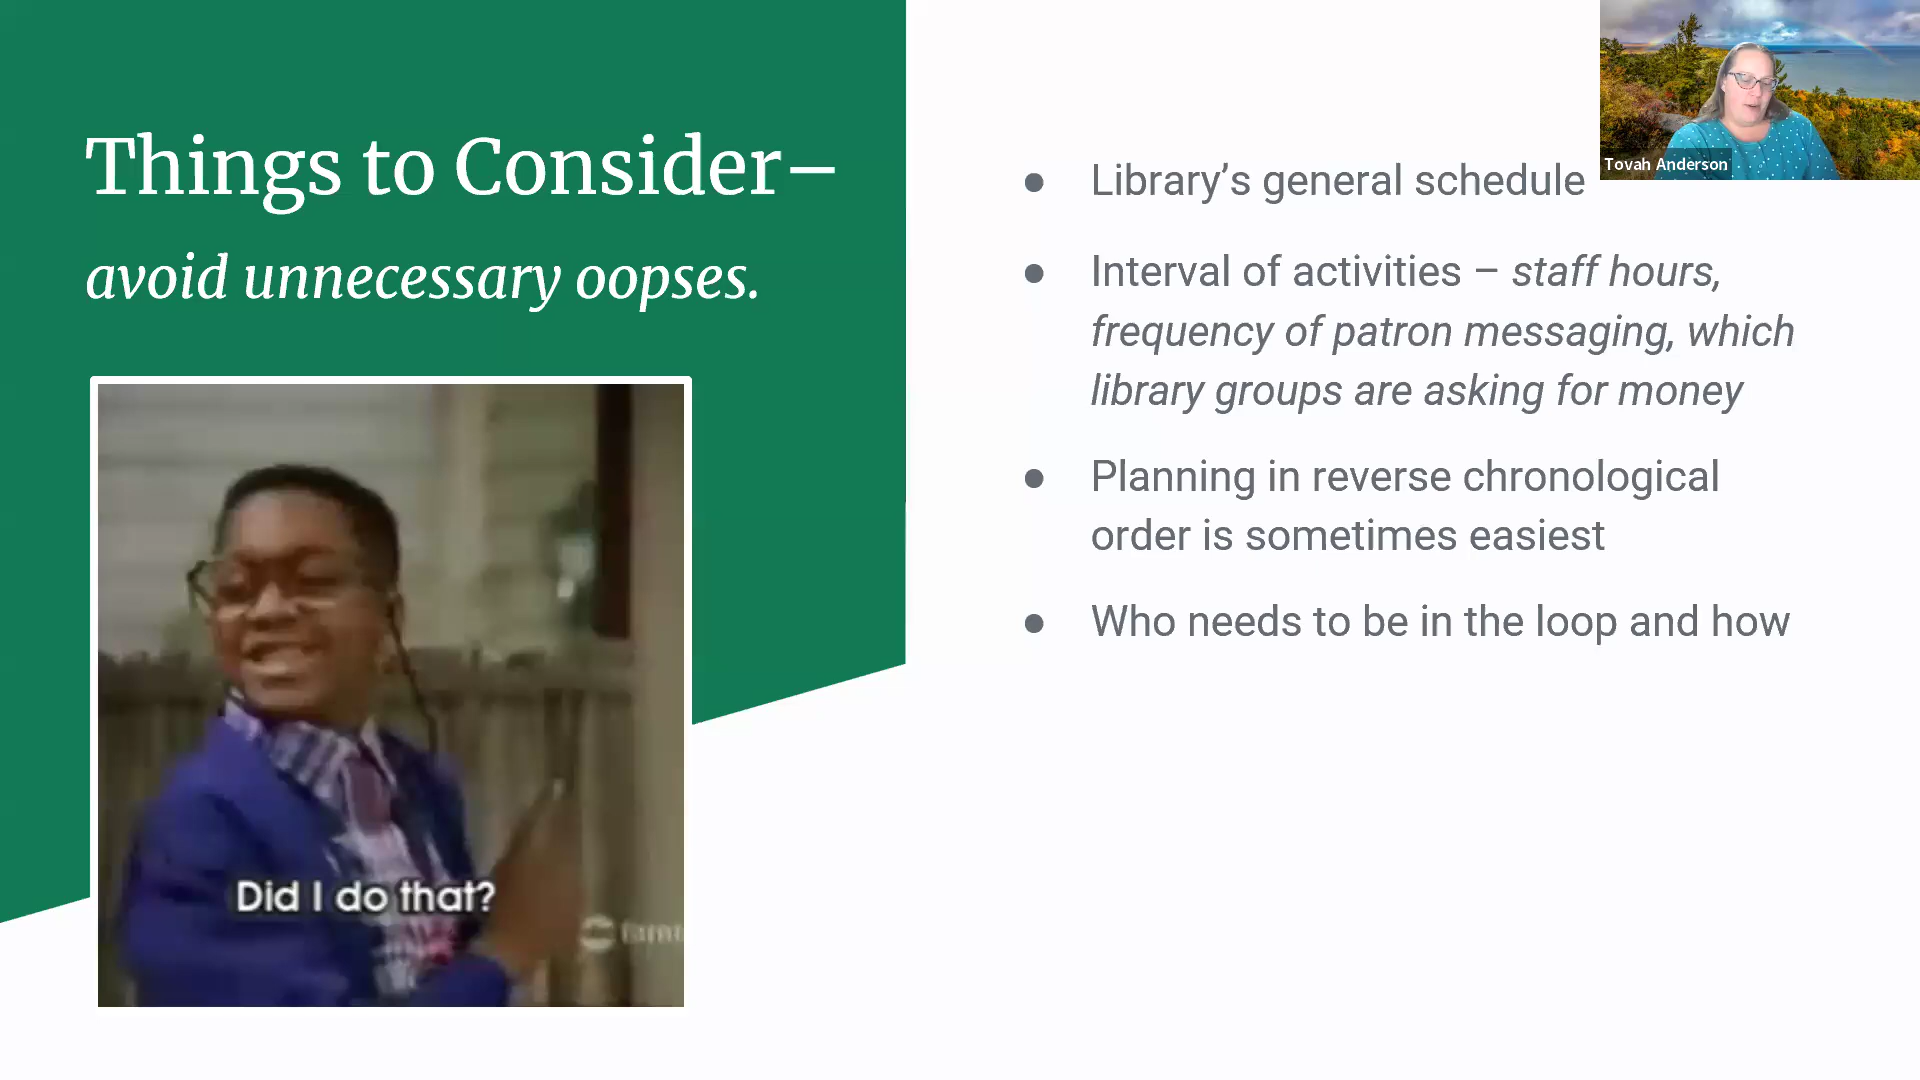 Things to Consider–
avoid unnecessary oopses.
Did I do that?
● Library’s general schedule
● Interval of activities – staff hours,
frequency of patron messaging, which
library groups are asking for money
● Planning in reverse chronological
order is sometimes easiest
● Who needs to be in the loop and how
Tovah Anderson